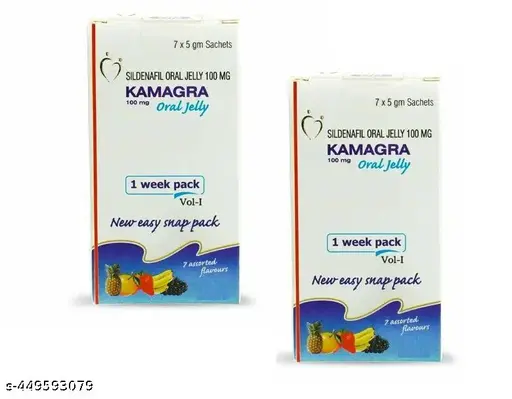 7 x 5 gm Sachets
SILDENAFIL ORAL JELLY 100 MG
KAMAGRA
100 mg
Oral Jelly
1 week pack
Vol-I
New easy snap pack
7 assorted
flavours
7 x 5 gm Sachets
SILDENAFIL ORAL JELLY 100 MG
KAMAGRA
100 mg
Oral Jelly
1 week pack
Vol-I
New easy snap pack
7 assorted
flavours
s-449593079